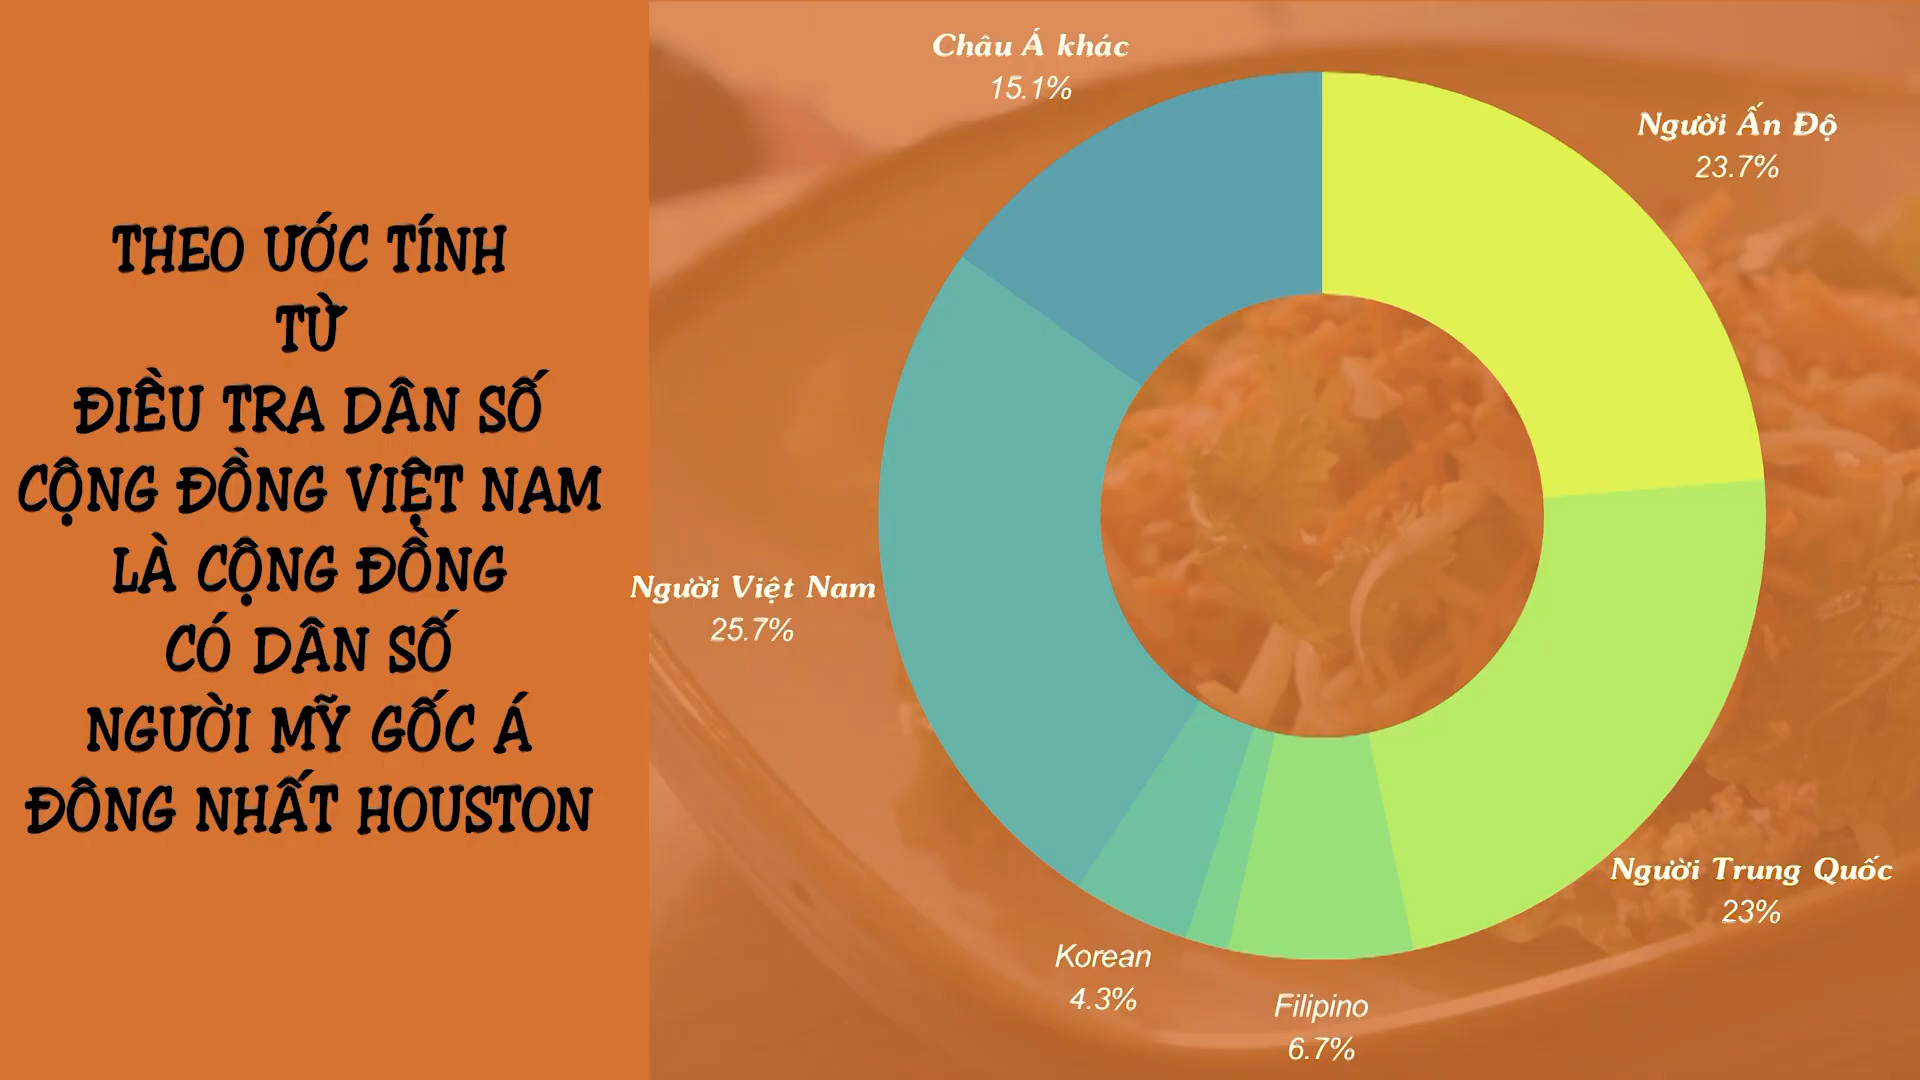 THEO ƯỚC TÍNH
TỪ
ĐIỀU TRA DÂN SỐ
CỘNG ĐỒNG VIỆT NAM
LÀ CỘNG ĐỒNG
CÓ DÂN SỐ
NGƯỜI MỸ GỐC Á
ĐÔNG NHẤT HOUSTON
Châu Á khác
15.1%
Người Ấn Độ
23.7%
Người Việt Nam
25.7%
Người Trung Quốc
23%
Korean
4.3%
Filipino
6.7%